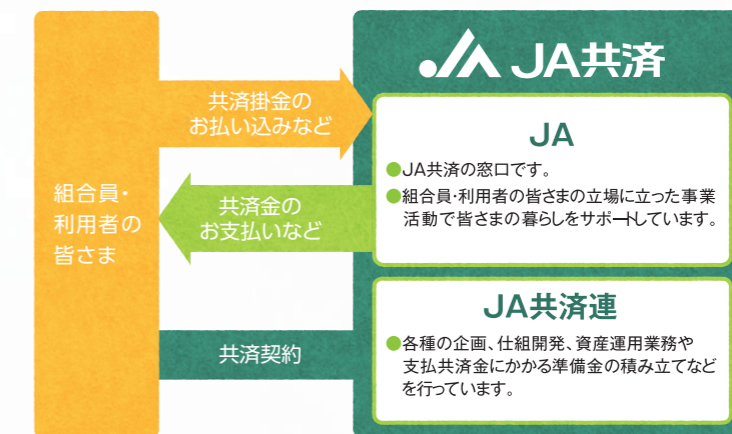 JA共済
共済掛金の
お払い込みなど
組合員・
利用者の
皆さま
共済金の
お支払いなど
共済契約
JA
●JA共済の窓口です。
●組合員・利用者の皆さまの立場に立った事業
活動で皆さまの暮らしをサポートしています。
JA共済連
●各種の企画、仕組開発、資産運用業務や
支払共済金にかかる準備金の積み立てなど
を行っています。